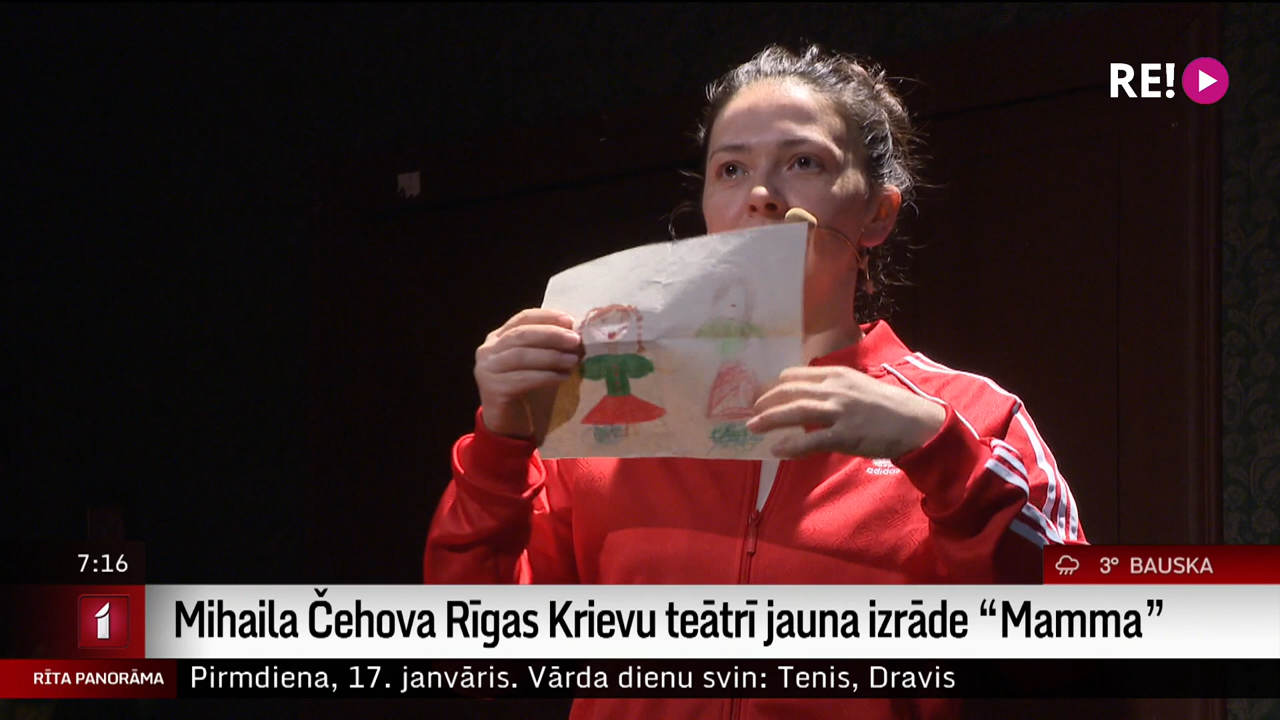 RE!
adidas
7:16
3° BAUSKA
1
Mihaila Čehova Rīgas Krievu teātrī jauna izrāde “Mamma”
RĪTA PANORĀMA
Pirmdiena, 17. janvāris. Vārda dienu svin: Tenis, Dravis